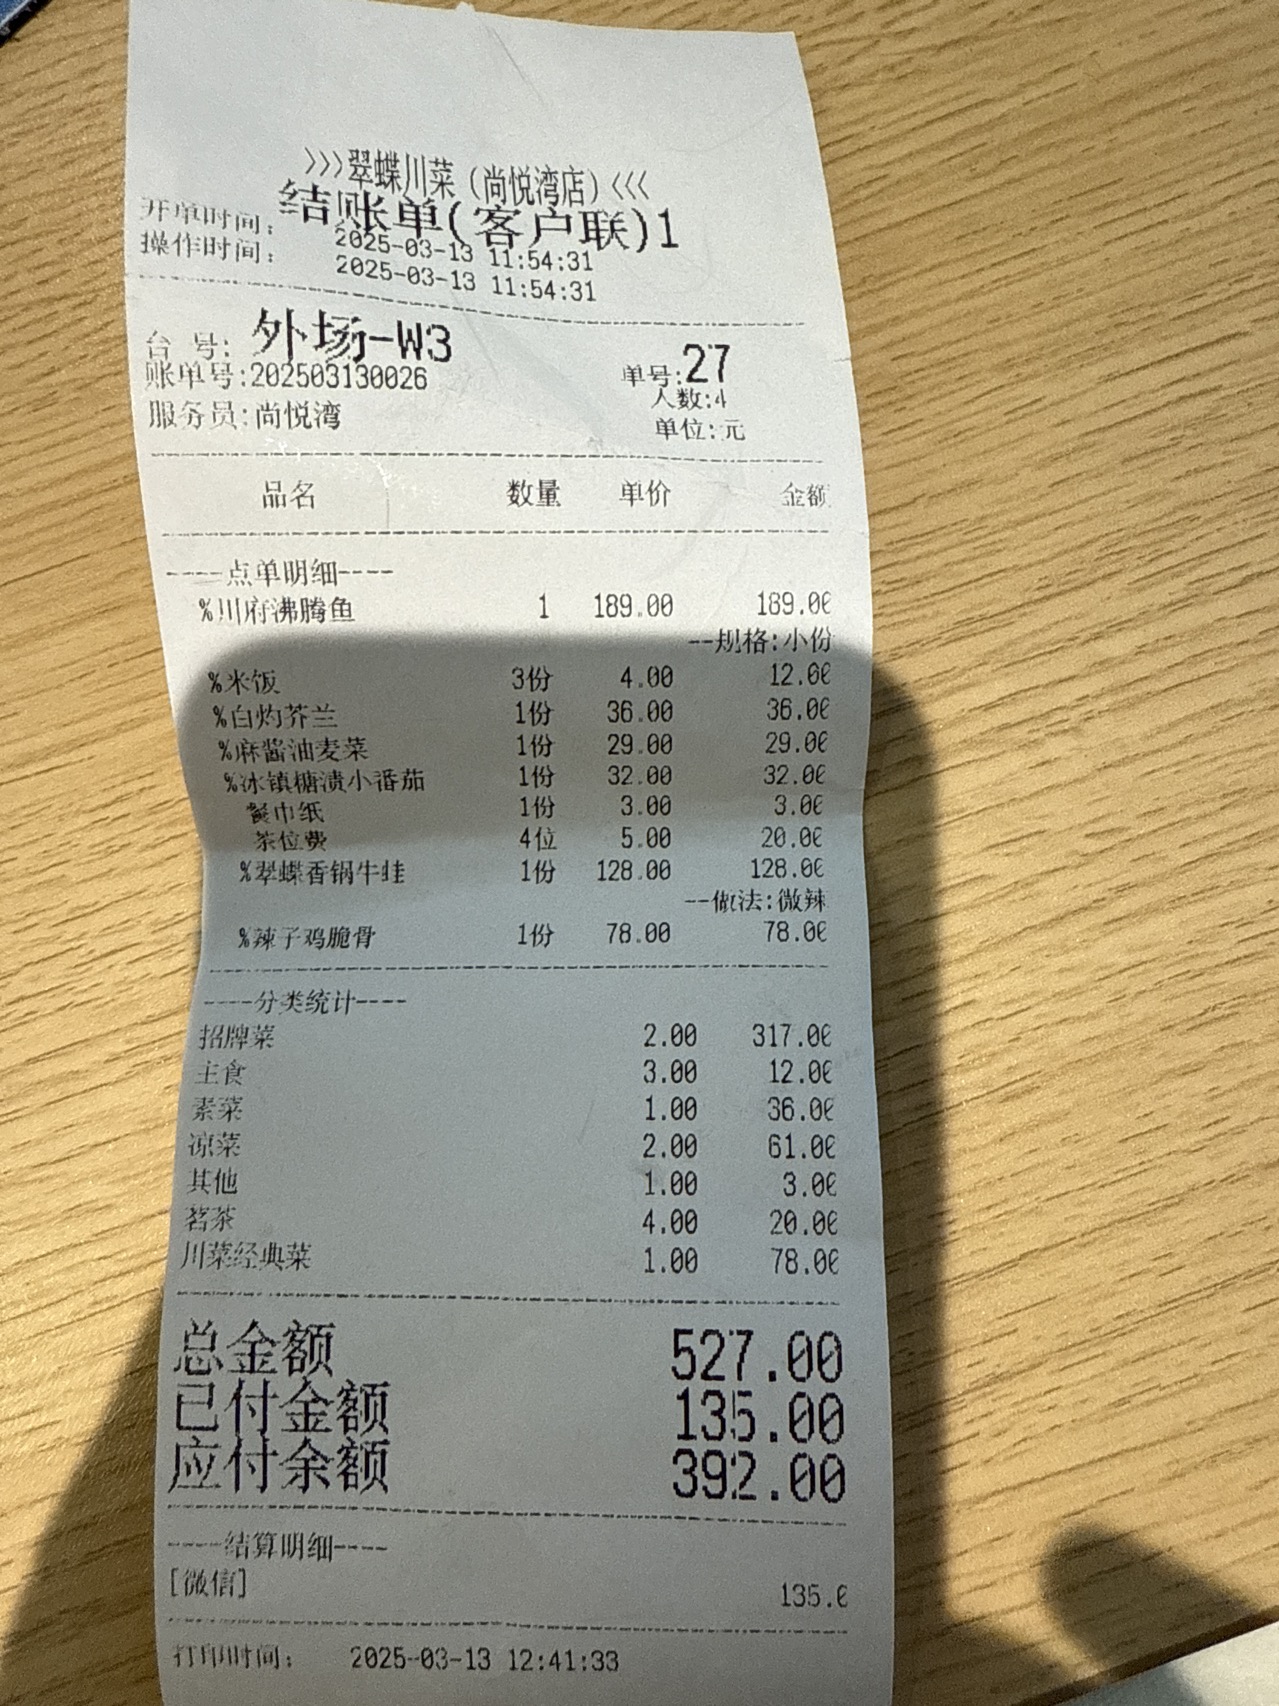 >>>翠蝶川菜(尚悦湾店)<<<
结账单(客户联)1
开单时间: 2025-03-13 11:54:31
操作时间: 2025-03-13 11:54:31
台 号: 外场-W3 单号:27
账单号:202503130026 人数:4
服务员:尚悦湾 单位:元
品名 数量 单价 金额
----点单明细----
%川府沸腾鱼 1 189.00 189.00
--规格:小份
%米饭 3份 4.00 12.00
%白灼芥兰 1份 36.00 36.00
%麻酱油麦菜 1份 29.00 29.00
%冰镇糖渍小番茄 1份 32.00 32.00
餐巾纸 1份 3.00 3.00
茶位费 4位 5.00 20.00
%翠蝶香锅牛蛙 1份 128.00 128.00
--做法:微辣
%辣子鸡脆骨 1份 78.00 78.00
----分类统计----
招牌菜 2.00 317.00
主食 3.00 12.00
素菜 1.00 36.00
凉菜 2.00 61.00
其他 1.00 3.00
茗茶 4.00 20.00
川菜经典菜 1.00 78.00
总金额 527.00
已付金额 135.00
应付余额 392.00
----结算明细----
[微信] 135.0
打印时间: 2025-03-13 12:41:33